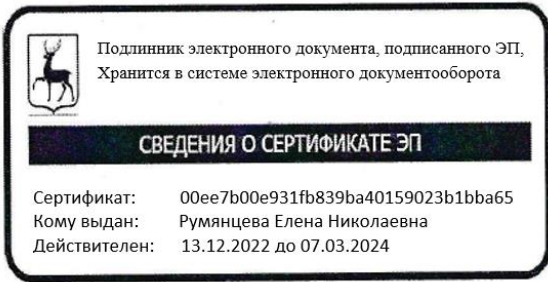 Подлинник электронного документа, подписанного ЭП,
Хранится в системе электронного документооборота
СВЕДЕНИЯ О СЕРТИФИКАТЕ ЭП
Сертификат: 00ee7b00e931fb839ba40159023b1bba65
Кому выдан: Румянцева Елена Николаевна
Действителен: 13.12.2022 до 07.03.2024